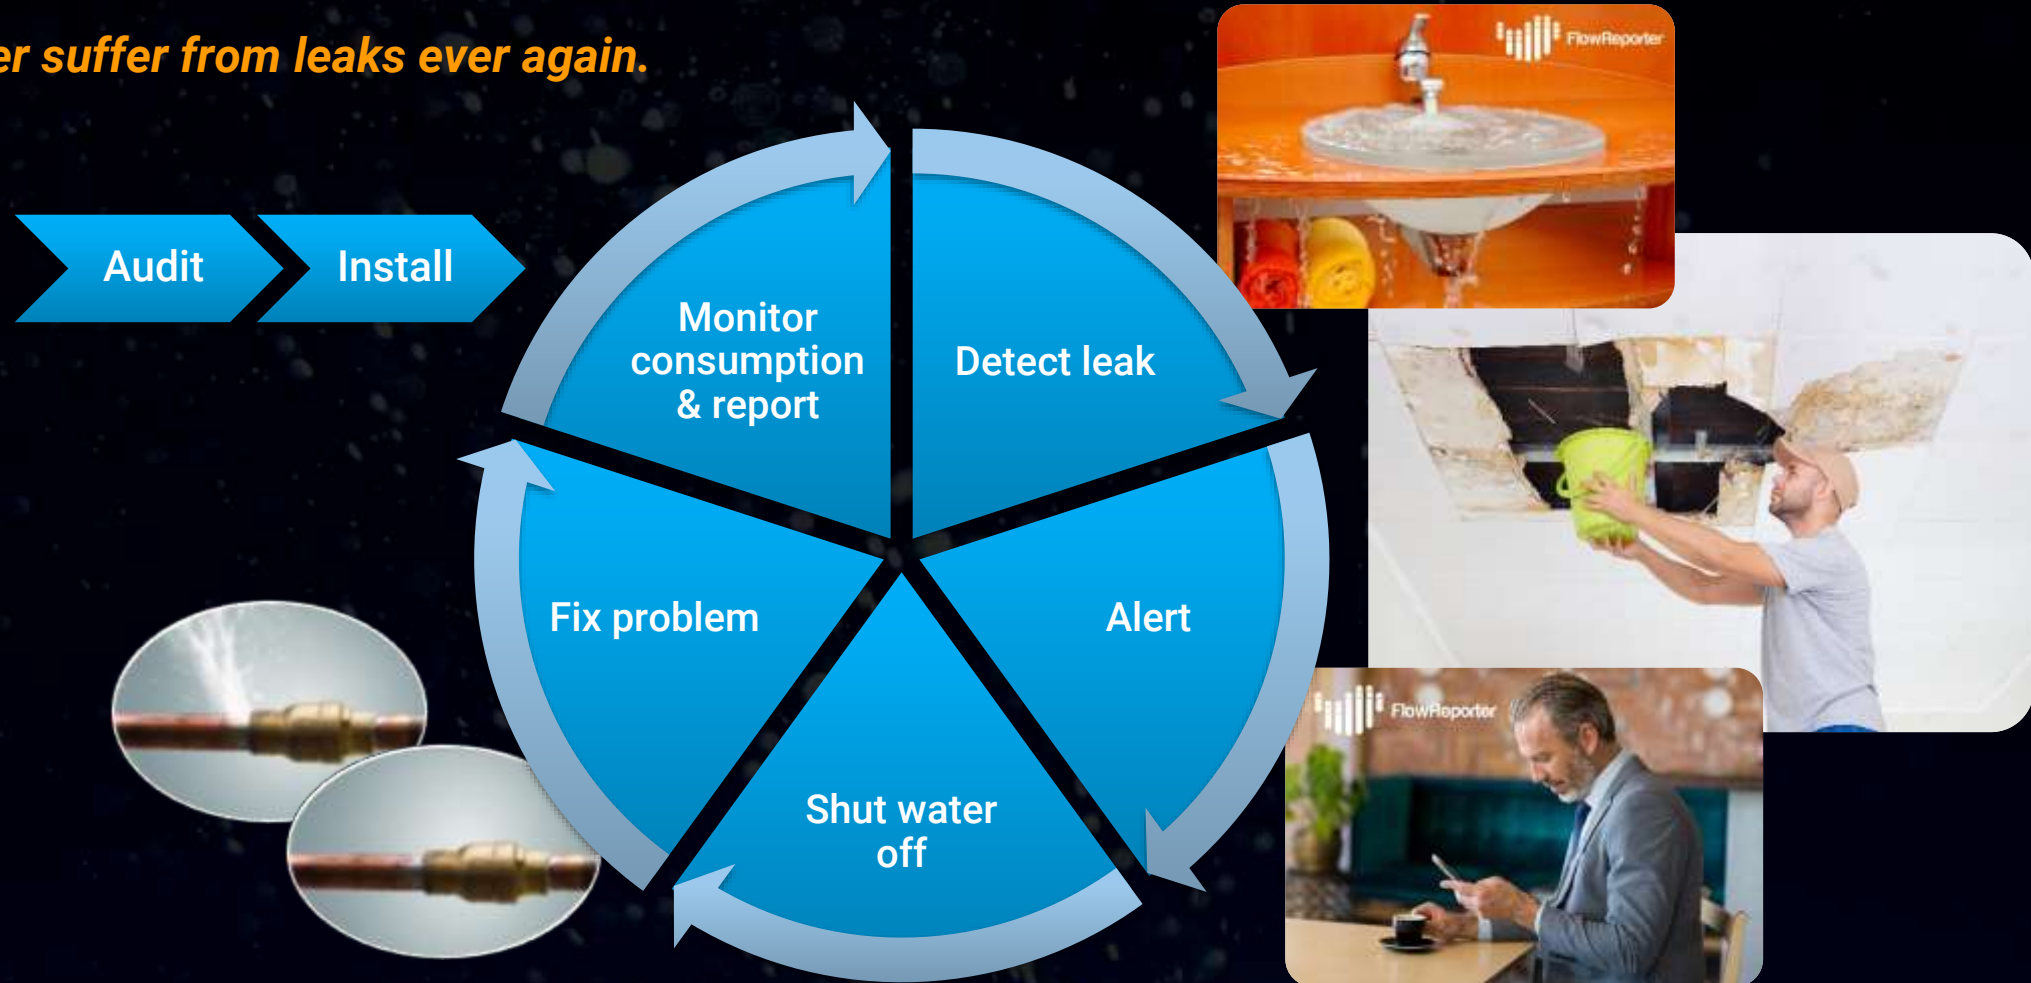 suffer from leaks ever again.
FlowReporter
Audit
Install
Monitor
consumption
& report
Detect leak
Fix problem
Alert
Shut water
off
FlowReporter